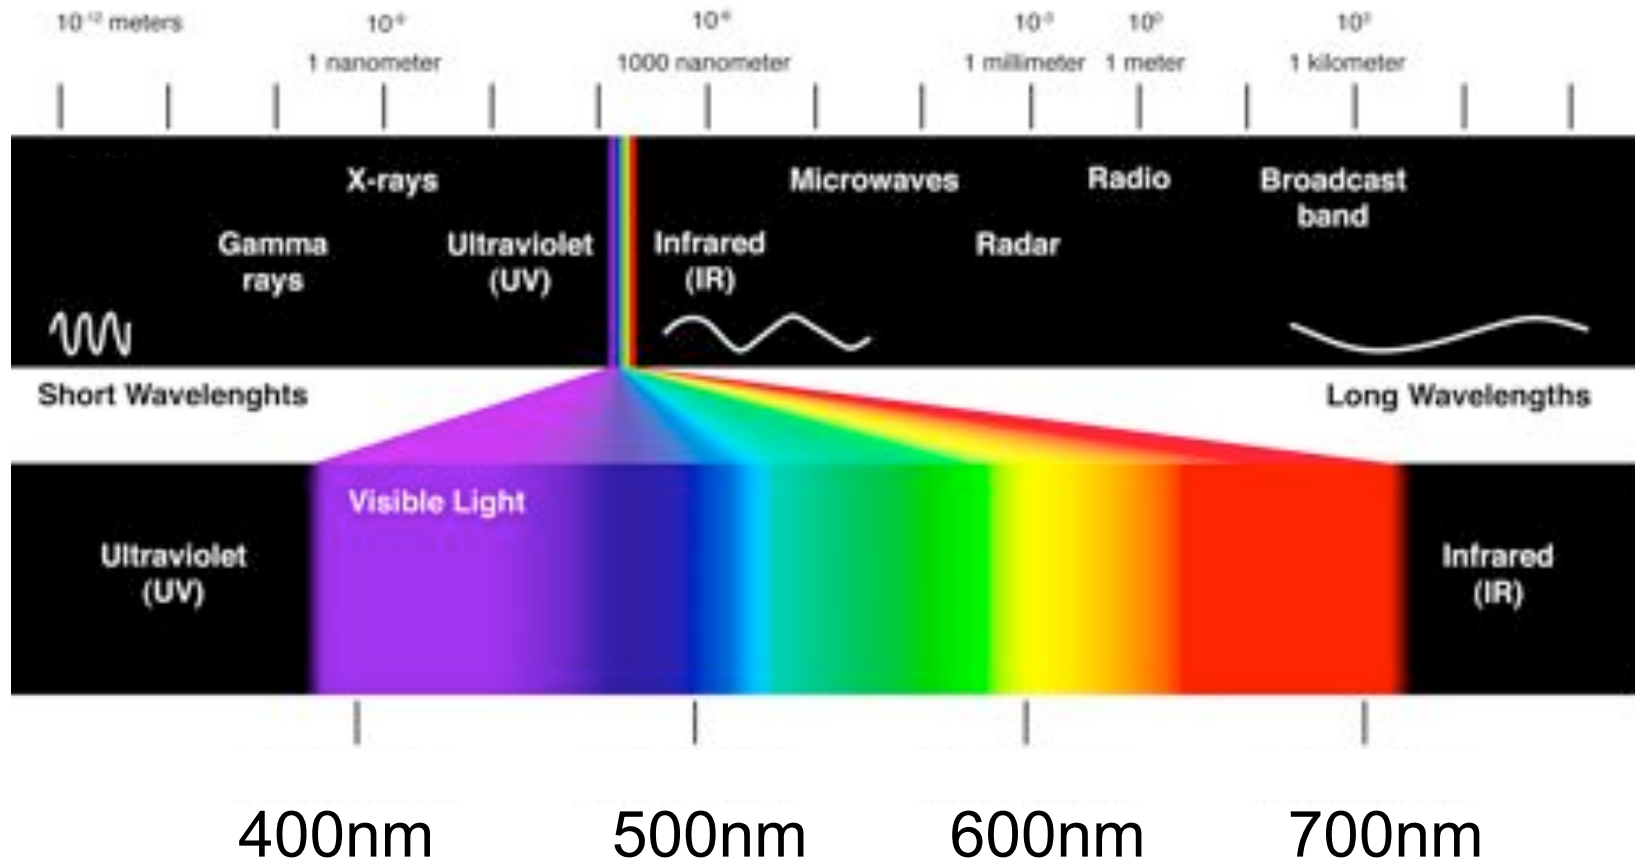 10⁻¹² meters 10⁻⁹ 10⁻⁶ 10⁻³ 10⁰ 10³
1 nanometer 1000 nanometer 1 millimeter 1 meter 1 kilometer
X-rays Microwaves Radio Broadcast
band
Gamma
rays
Ultraviolet
(UV)
Infrared
(IR)
Radar
Short Wavelenghts Long Wavelengths
Visible Light
Ultraviolet
(UV)
Infrared
(IR)
400nm 500nm 600nm 700nm